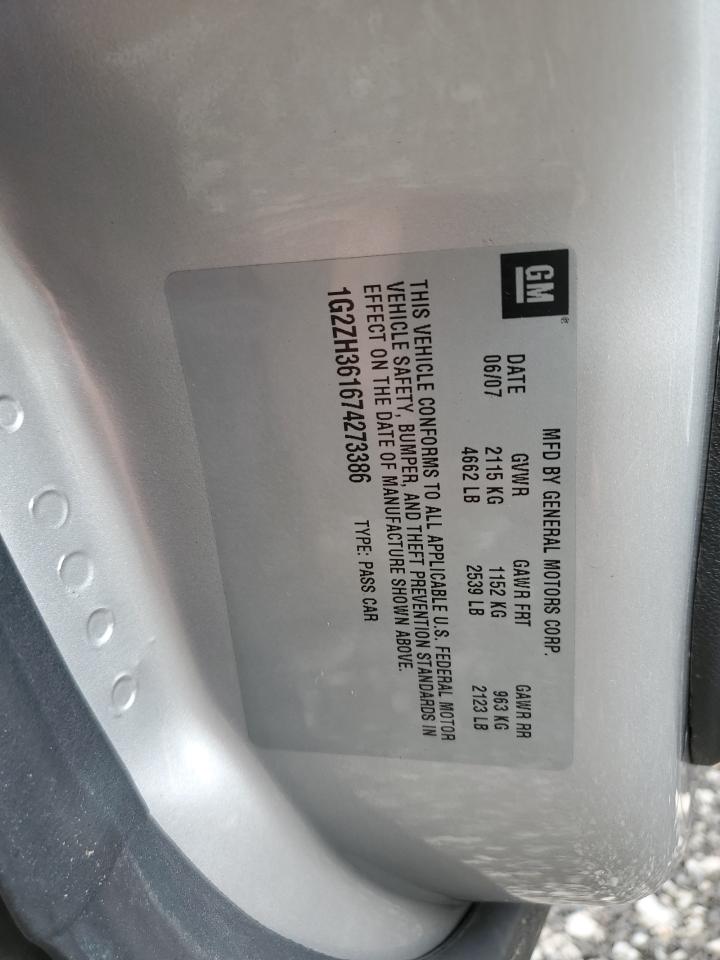 GM
MFD BY GENERAL MOTORS CORP.
DATE GVWR GAWR FRT GAWR RR
06/07 2115 KG 1152 KG 963 KG
4662 LB 2539 LB 2123 LB
THIS VEHICLE CONFORMS TO ALL APPLICABLE U.S. FEDERAL MOTOR
VEHICLE SAFETY, BUMPER, AND THEFT PREVENTION STANDARDS IN
EFFECT ON THE DATE OF MANUFACTURE SHOWN ABOVE.
1G2ZH361674273386 TYPE: PASS CAR